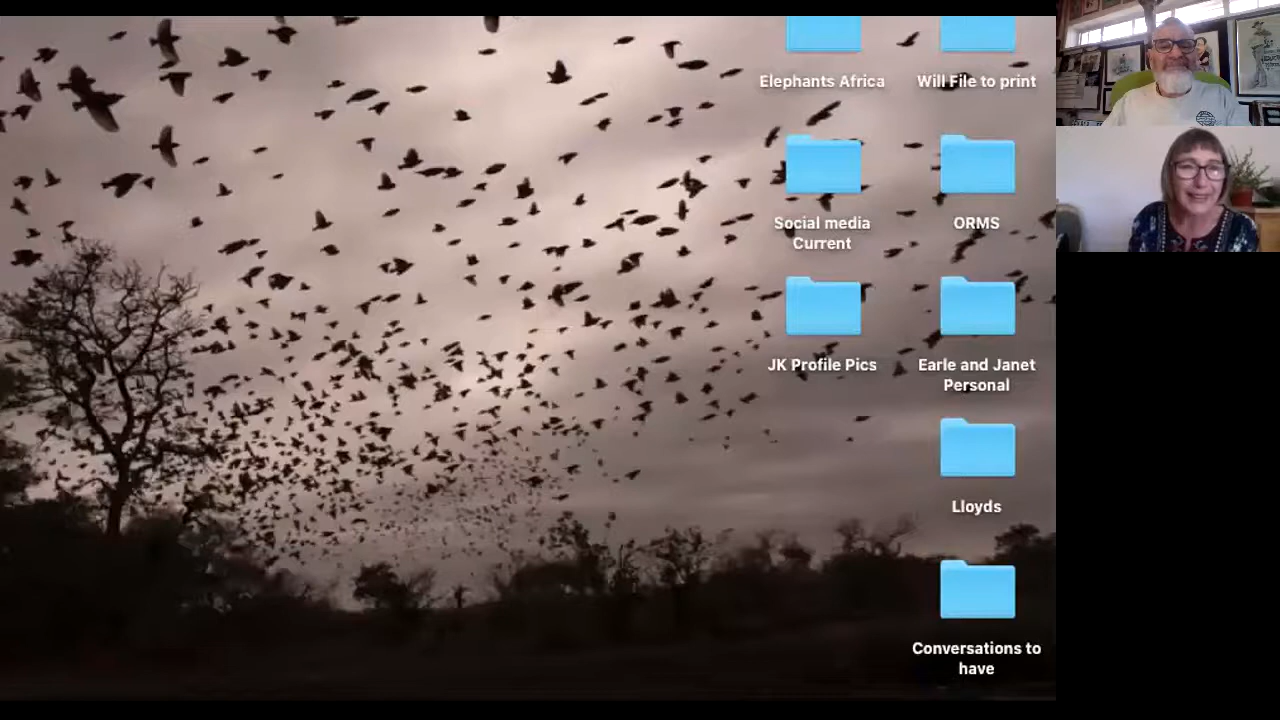 Elephants Africa
Will File to print
Social media
Current
ORMS
JK Profile Pics
Earle and Janet
Personal
Lloyds
Conversations to
have